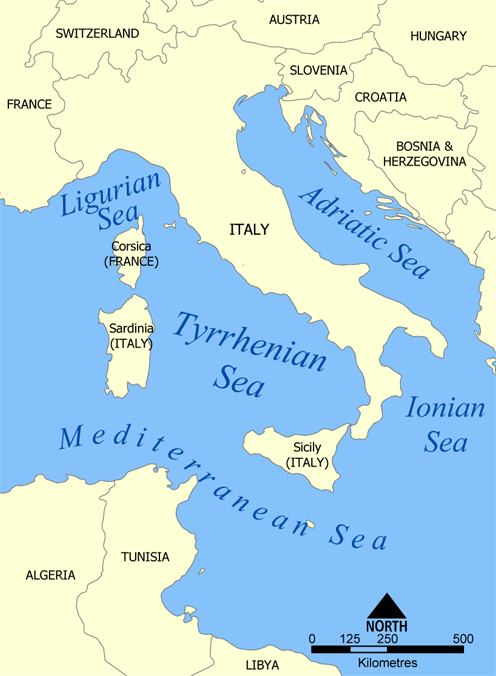 AUSTRIA
SWITZERLAND
HUNGARY
SLOVENIA
FRANCE
CROATIA
BOSNIA &
HERZEGOVINA
Ligurian
Sea
Adriatic Sea
ITALY
Corsica
(FRANCE)
Sardinia
(ITALY)
Tyrrhenian
Sea
Ionian
Sea
Mediterranean Sea
Sicily
(ITALY)
TUNISIA
ALGERIA
LIBYA
NORTH
0 125 250 500
Kilometres